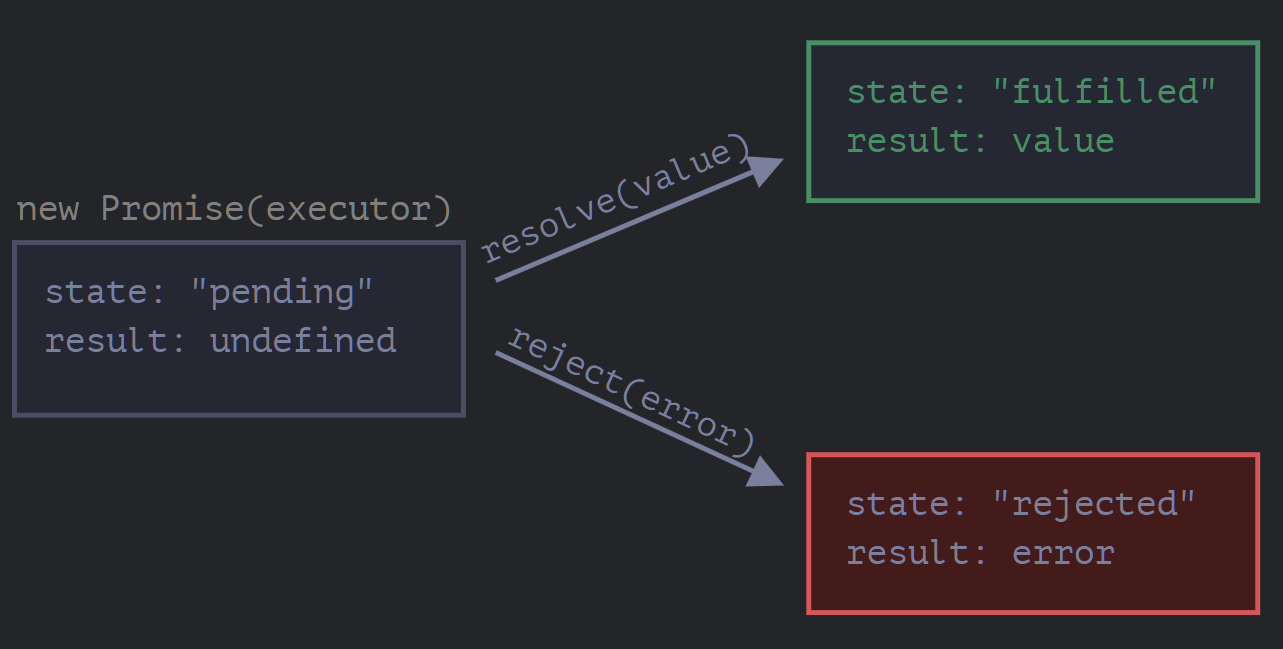 new Promise(executor)
state: "pending"
result: undefined
resolve(value)
reject(error)
state: "fulfilled"
result: value
state: "rejected"
result: error